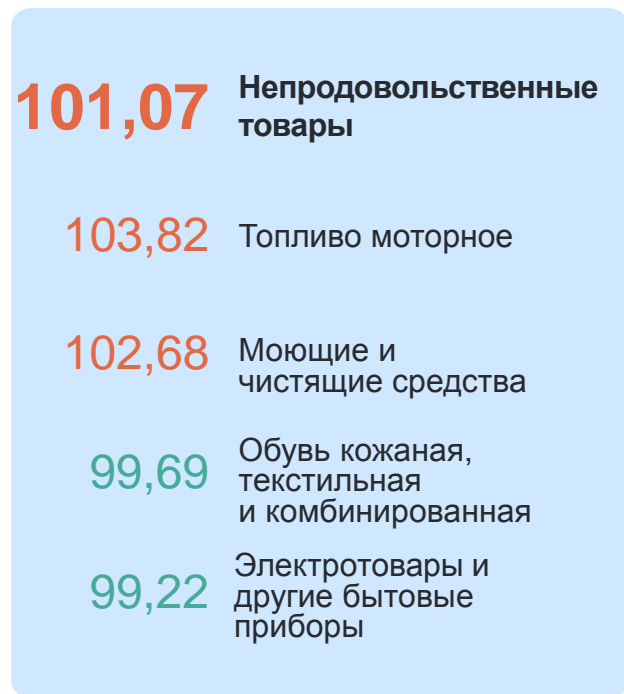 101,07 Непродовольственные
товары
103,82 Топливо моторное
102,68 Моющие и
чистящие средства
99,69 Обувь кожаная,
текстильная
и комбинированная
99,22 Электротовары и
другие бытовые
приборы